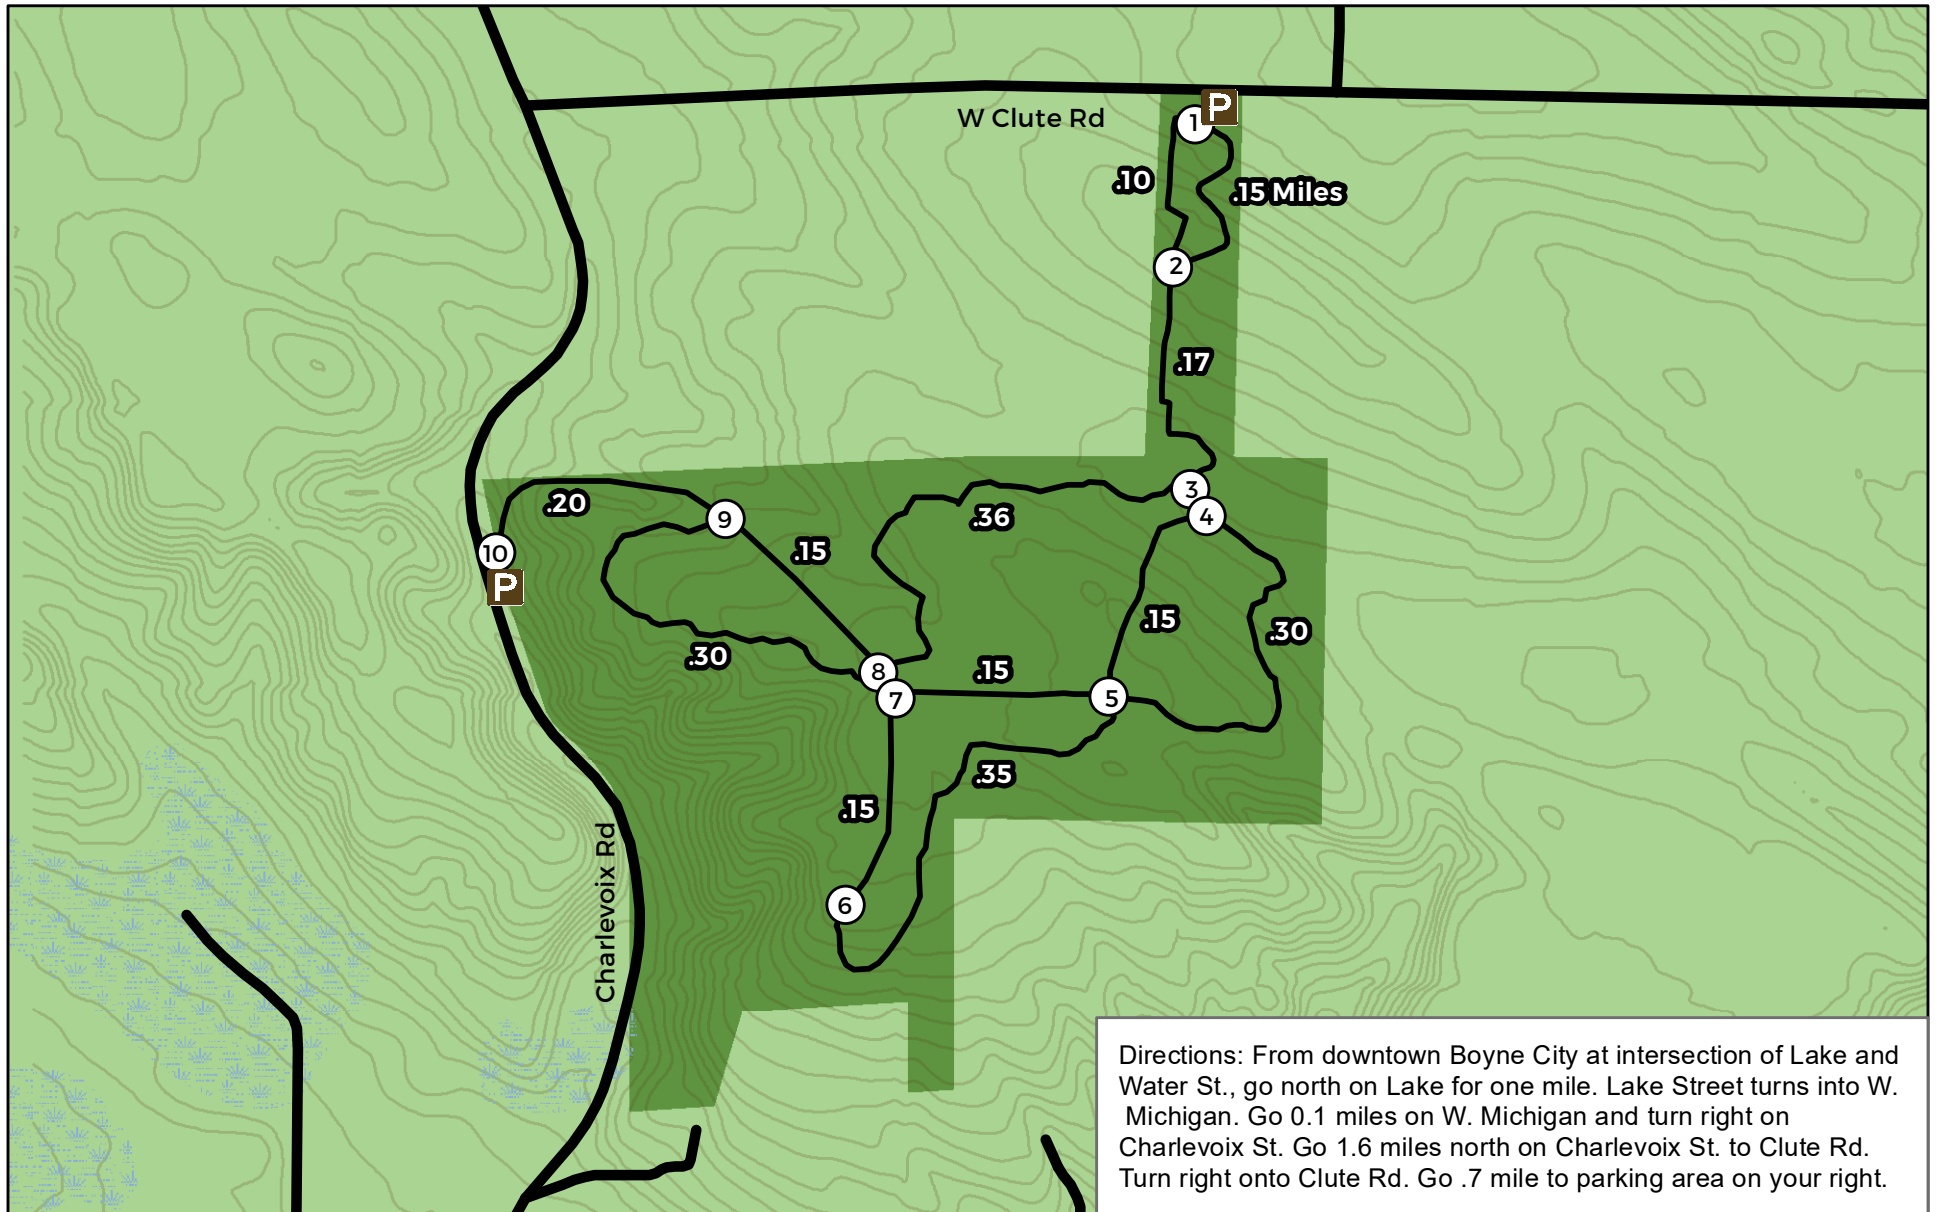 W Clute Rd
P
1
.10
.15 Miles
2
.17
3
4
.36
.20
9
.15
10
P
.30
8
7
.15
5
.15
.30
.35
.15
6
Charlevoix Rd
Directions: From downtown Boyne City at intersection of Lake and
Water St., go north on Lake for one mile. Lake Street turns into W.
Michigan. Go 0.1 miles on W. Michigan and turn right on
Charlevoix St. Go 1.6 miles north on Charlevoix St. to Clute Rd.
Turn right onto Clute Rd. Go .7 mile to parking area on your right.